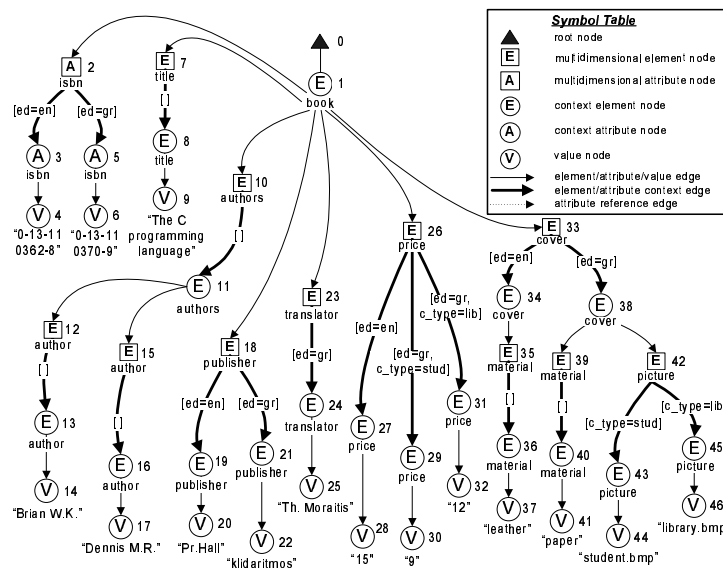 Symbol Table
root node
E multidimensional element node
A multidimensional attribute node
E context element node
A context attribute node
V value node
element/attribute/value edge
element/attribute context edge
attribute reference edge
0
E 1
book
A 2
isbn
[ed=en]
[ed=gr]
A 3
isbn
A 5
isbn
V 4
"0-13-11
0362-8"
V 6
"0-13-11
0370-9"
E 7
title
[ ]
E 8
title
V 9
"The C
programming
language"
E 10
authors
[ ]
E 11
authors
E 12
author
[ ]
E 13
author
V 14
"Brian W.K."
E 15
author
[ ]
E 16
author
V 17
"Dennis M.R."
E 18
publisher
[ed=en]
[ed=gr]
E 19
publisher
V 20
"Pr.Hall"
E 21
publisher
V 22
"klidaritmos"
E 23
translator
[ed=gr]
E 24
translator
V 25
"Th. Moraitis"
E 26
price
[ed=en]
[ed=gr,
c_type=stud]
[ed=gr,
c_type=lib]
E 27
price
V 28
"15"
E 29
price
V 30
"9"
E 31
price
V 32
"12"
E 33
cover
[ed=en]
[ed=gr]
E 34
cover
E 35
material
[ ]
E 36
material
V 37
"leather"
E 38
cover
E 39
material
[ ]
E 40
material
V 41
"paper"
E 42
picture
[c_type=stud]
[c_type=lib]
E 43
picture
V 44
"student.bmp"
E 45
picture
V 46
"library.bmp"